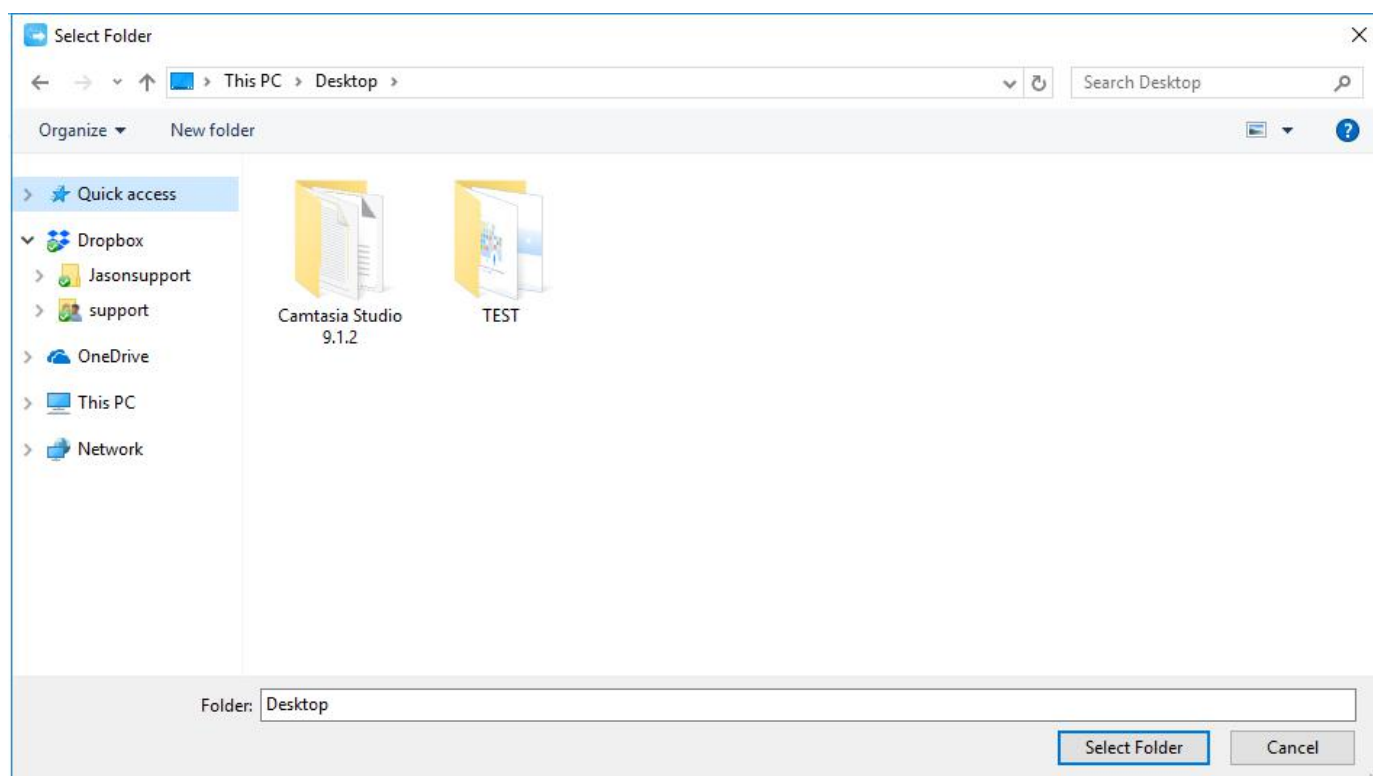 Select Folder
This PC > Desktop >
Search Desktop
Organize
New folder
Quick access
Dropbox
Jasonsupport
support
OneDrive
This PC
Network
Camtasia Studio
9.1.2
TEST
Folder: Desktop
Select Folder
Cancel